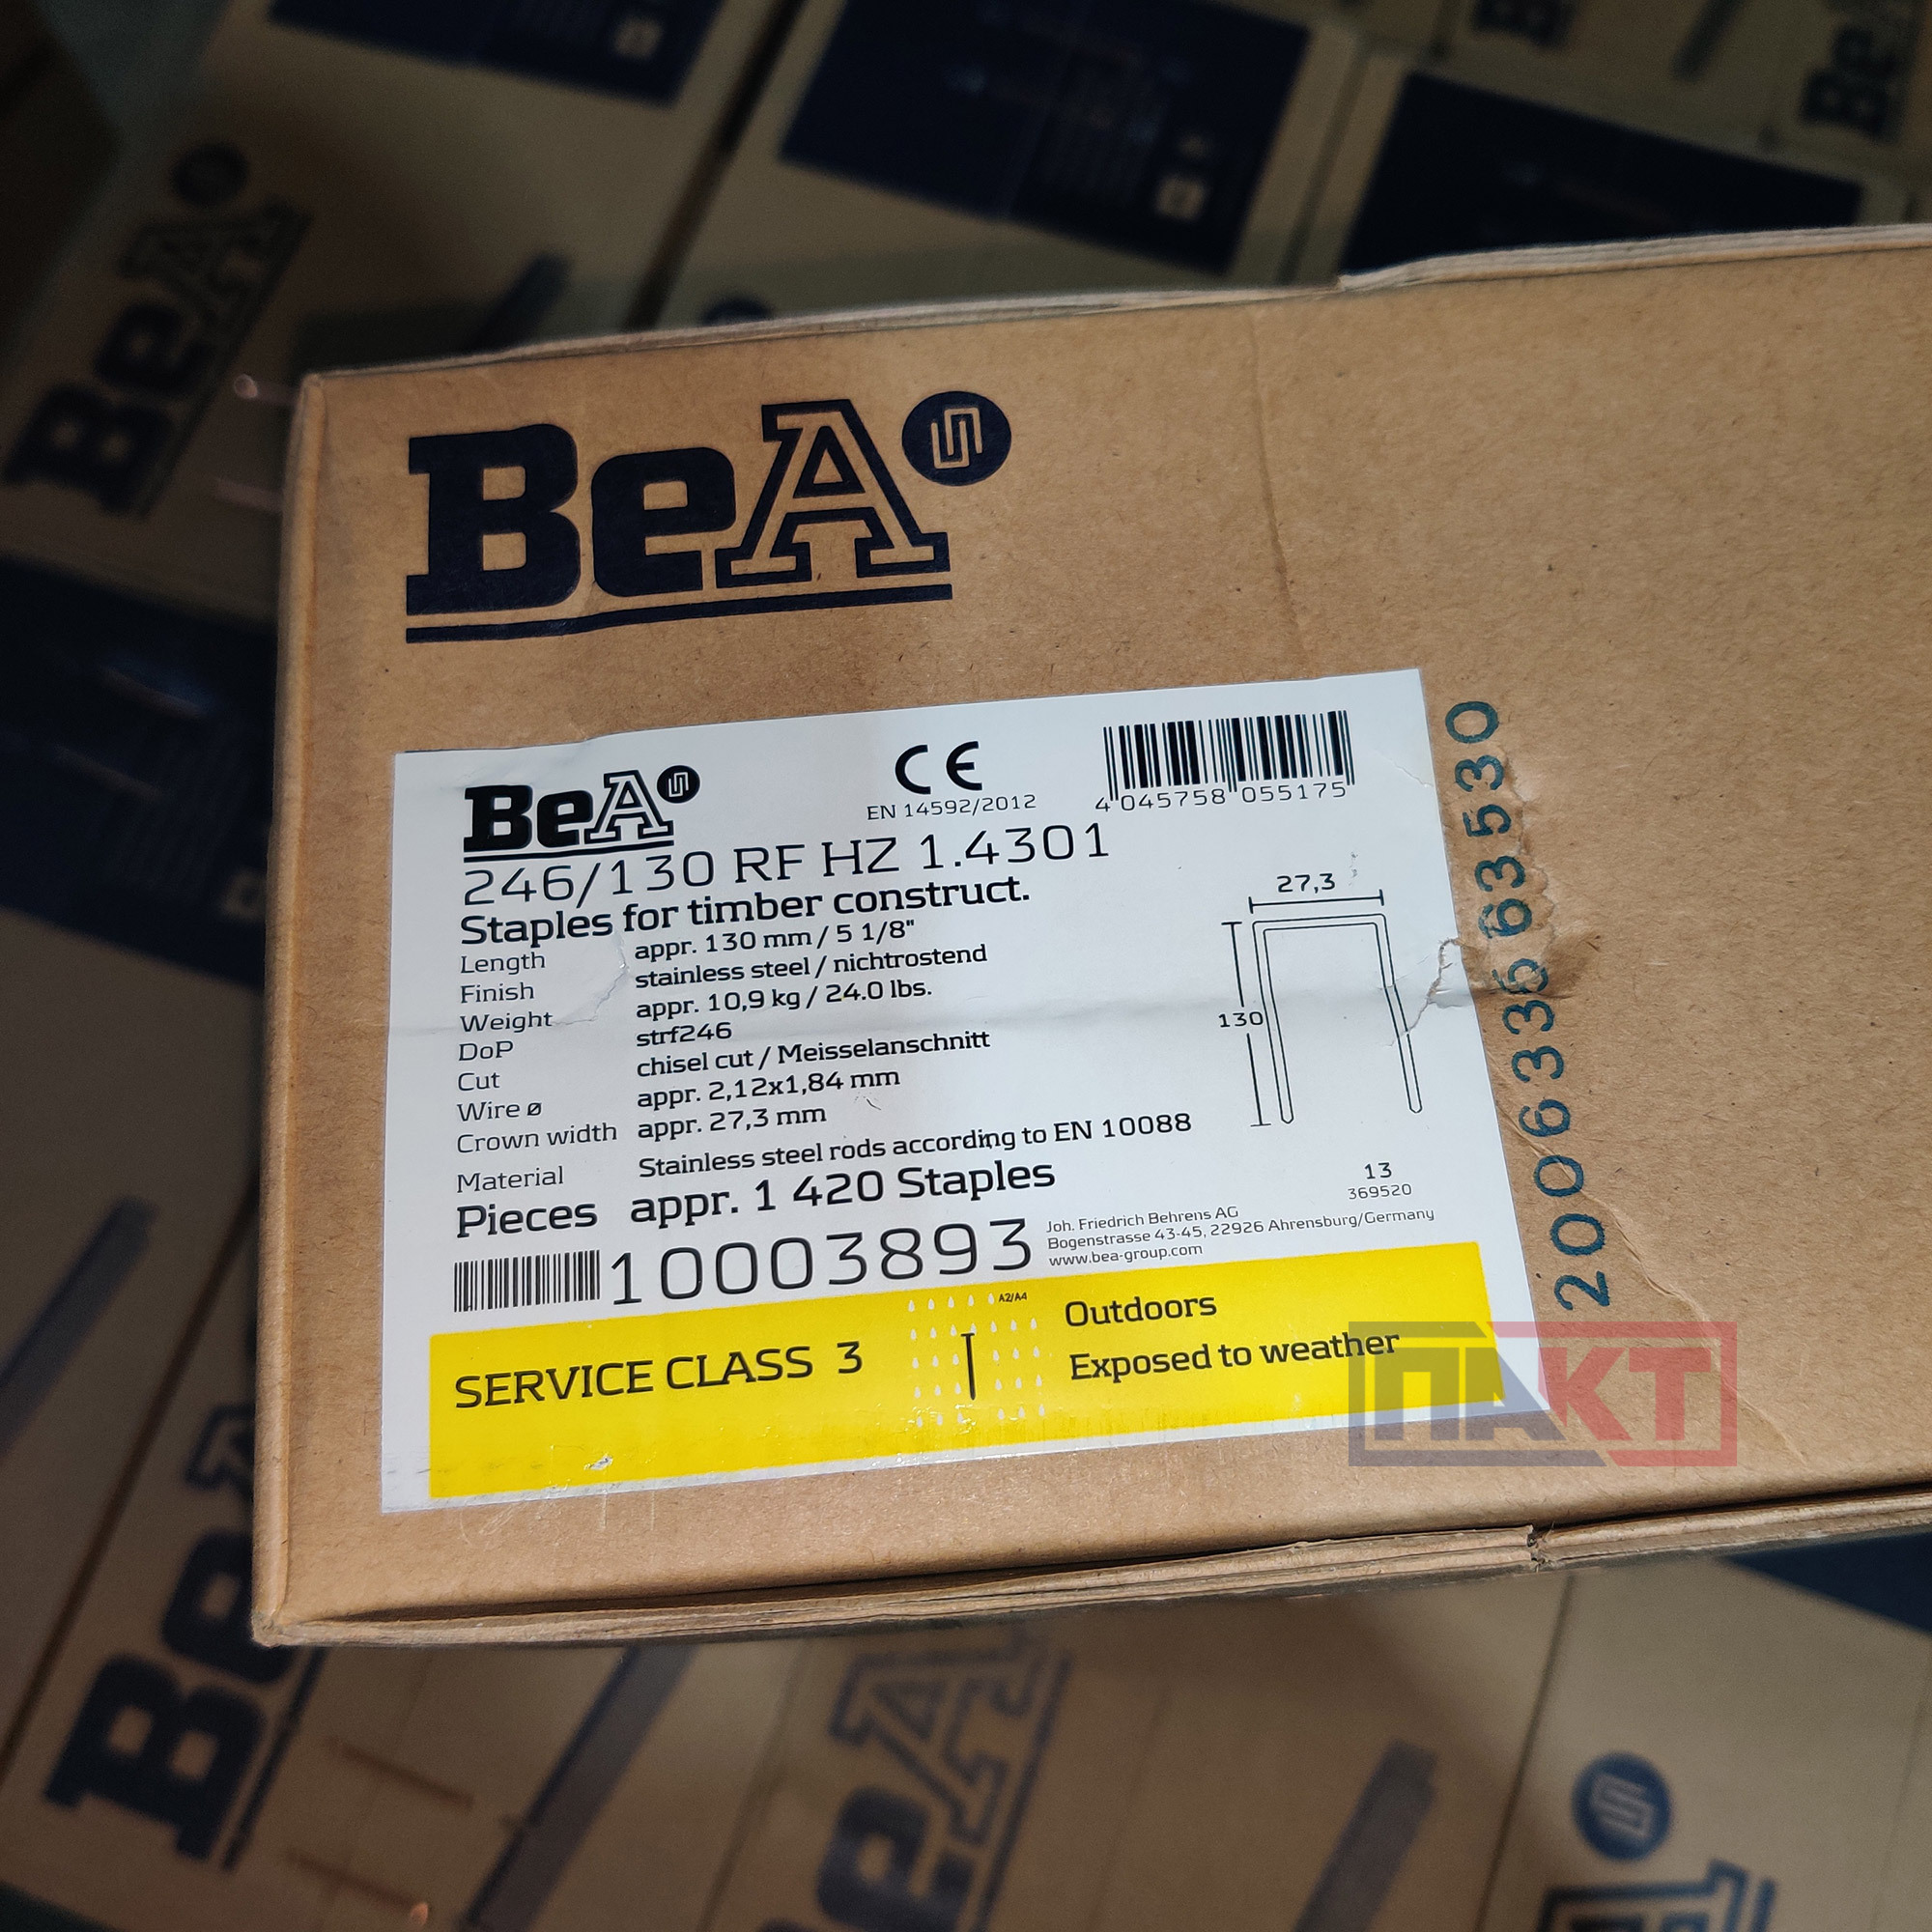 BeA
BeA
CE
EN 14592/2012
4 045758 055175
246/130 RF HZ 1.4301
Staples for timber construct.
Length appr. 130 mm / 5 1/8"
Finish stainless steel / nichtrostend
Weight appr. 10,9 kg / 24.0 lbs.
DoP strf246
Cut chisel cut / Meisselanschnitt
Wire ø appr. 2,12x1,84 mm
Crown width appr. 27,3 mm
Material Stainless steel rods according to EN 10088
Pieces appr. 1 420 Staples
27,3
130
13
369520
10003893
Joh. Friedrich Behrens AG
Bogenstrasse 43-45, 22926 Ahrensburg/Germany
www.bea-group.com
SERVICE CLASS 3
A2/A4
Outdoors
Exposed to weather
ПАКТ
BeA
BeA
BeA
BeA